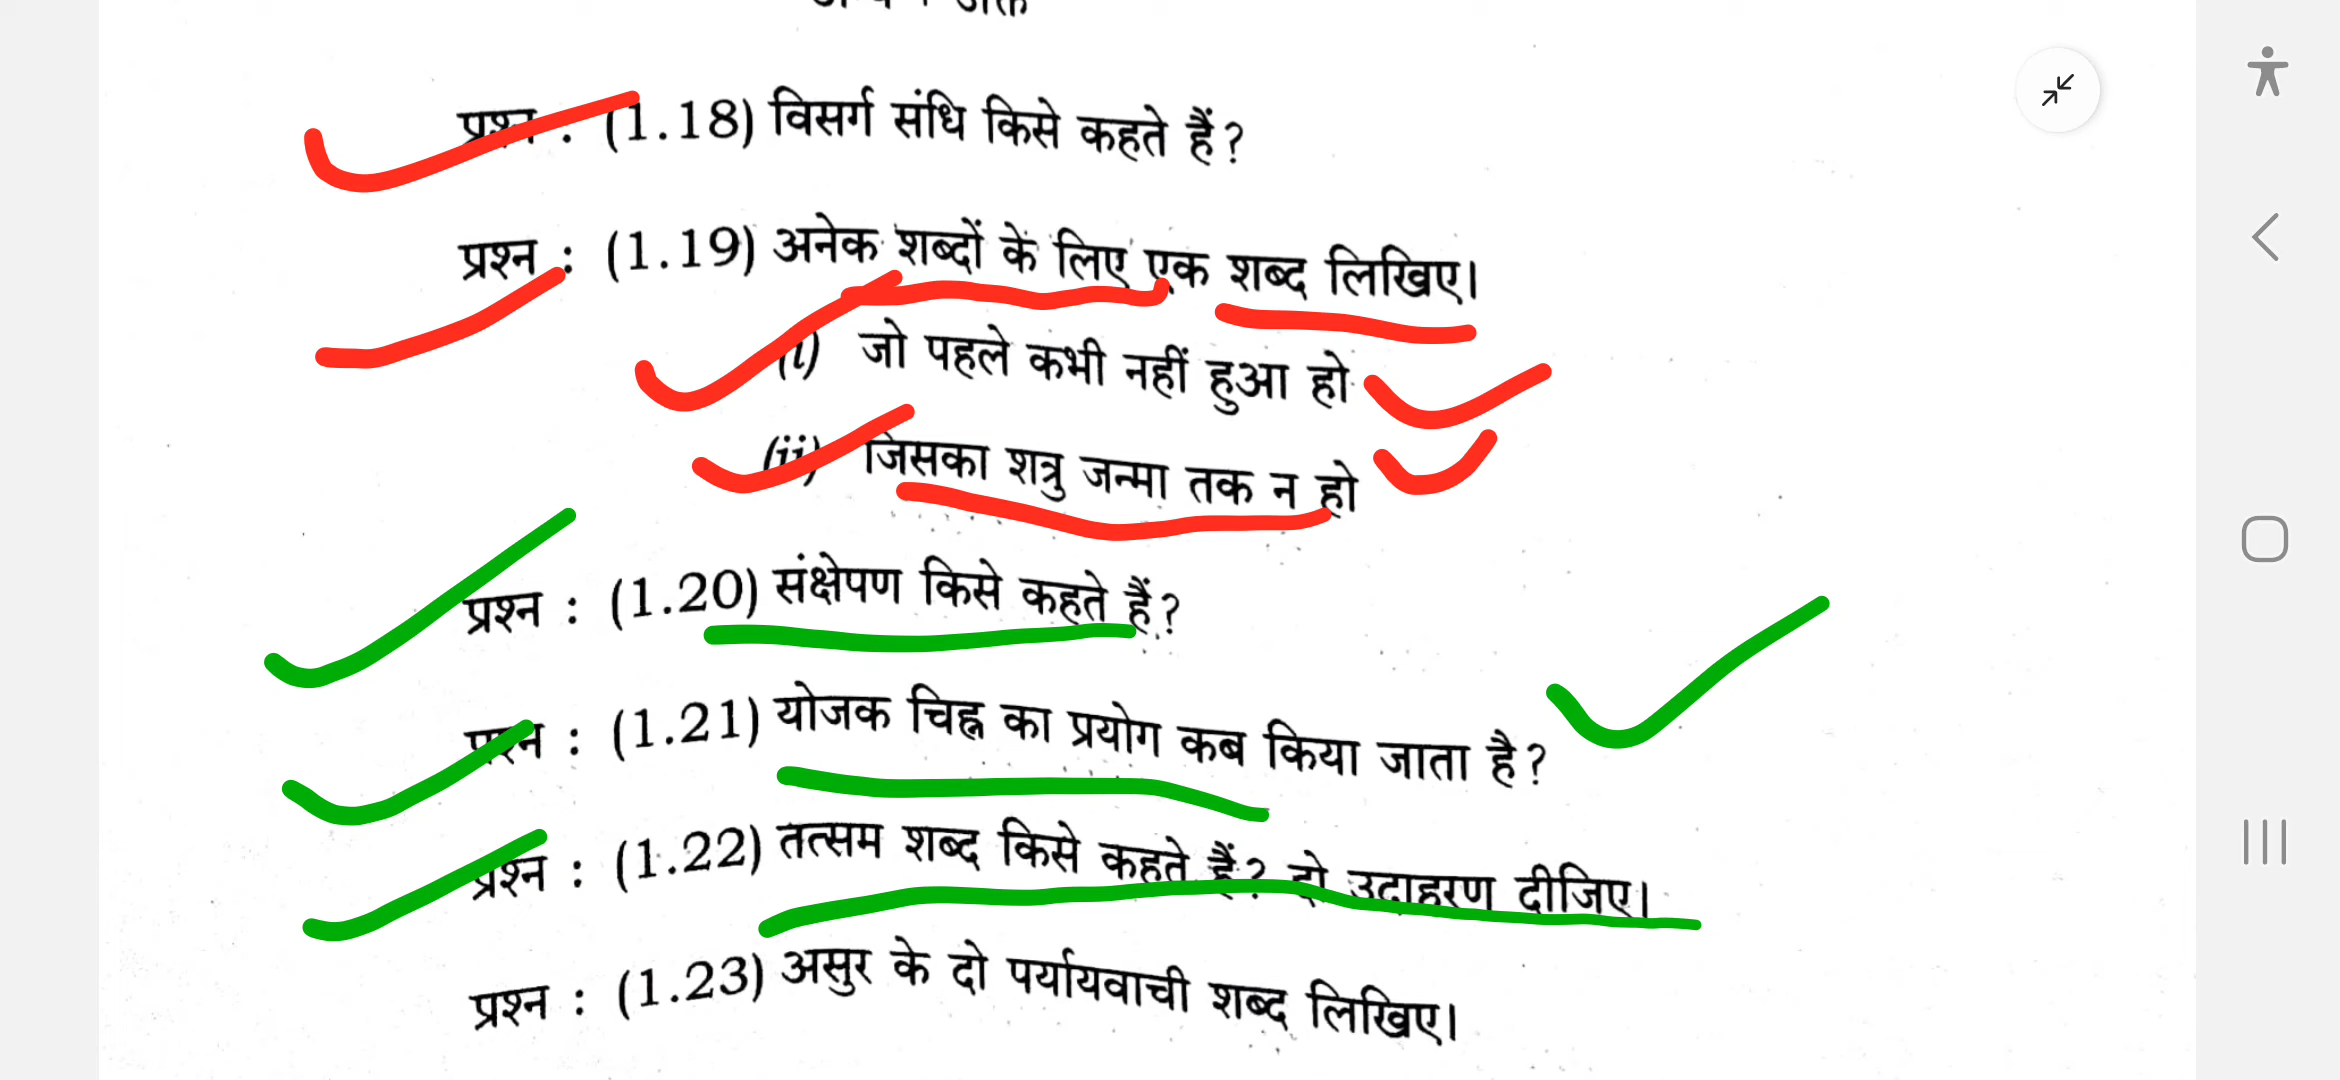 प्रश्न : (1.18) विसर्ग संधि किसे कहते हैं?
प्रश्न : (1.19) अनेक शब्दों के लिए एक शब्द लिखिए।
(i) जो पहले कभी नहीं हुआ हो
(ii) जिसका शत्रु जन्मा तक न हो
प्रश्न : (1.20) संक्षेपण किसे कहते हैं?
प्रश्न : (1.21) योजक चिह्न का प्रयोग कब किया जाता है?
प्रश्न : (1.22) तत्सम शब्द किसे कहते हैं? दो उदाहरण दीजिए।
प्रश्न : (1.23) असुर के दो पर्यायवाची शब्द लिखिए।